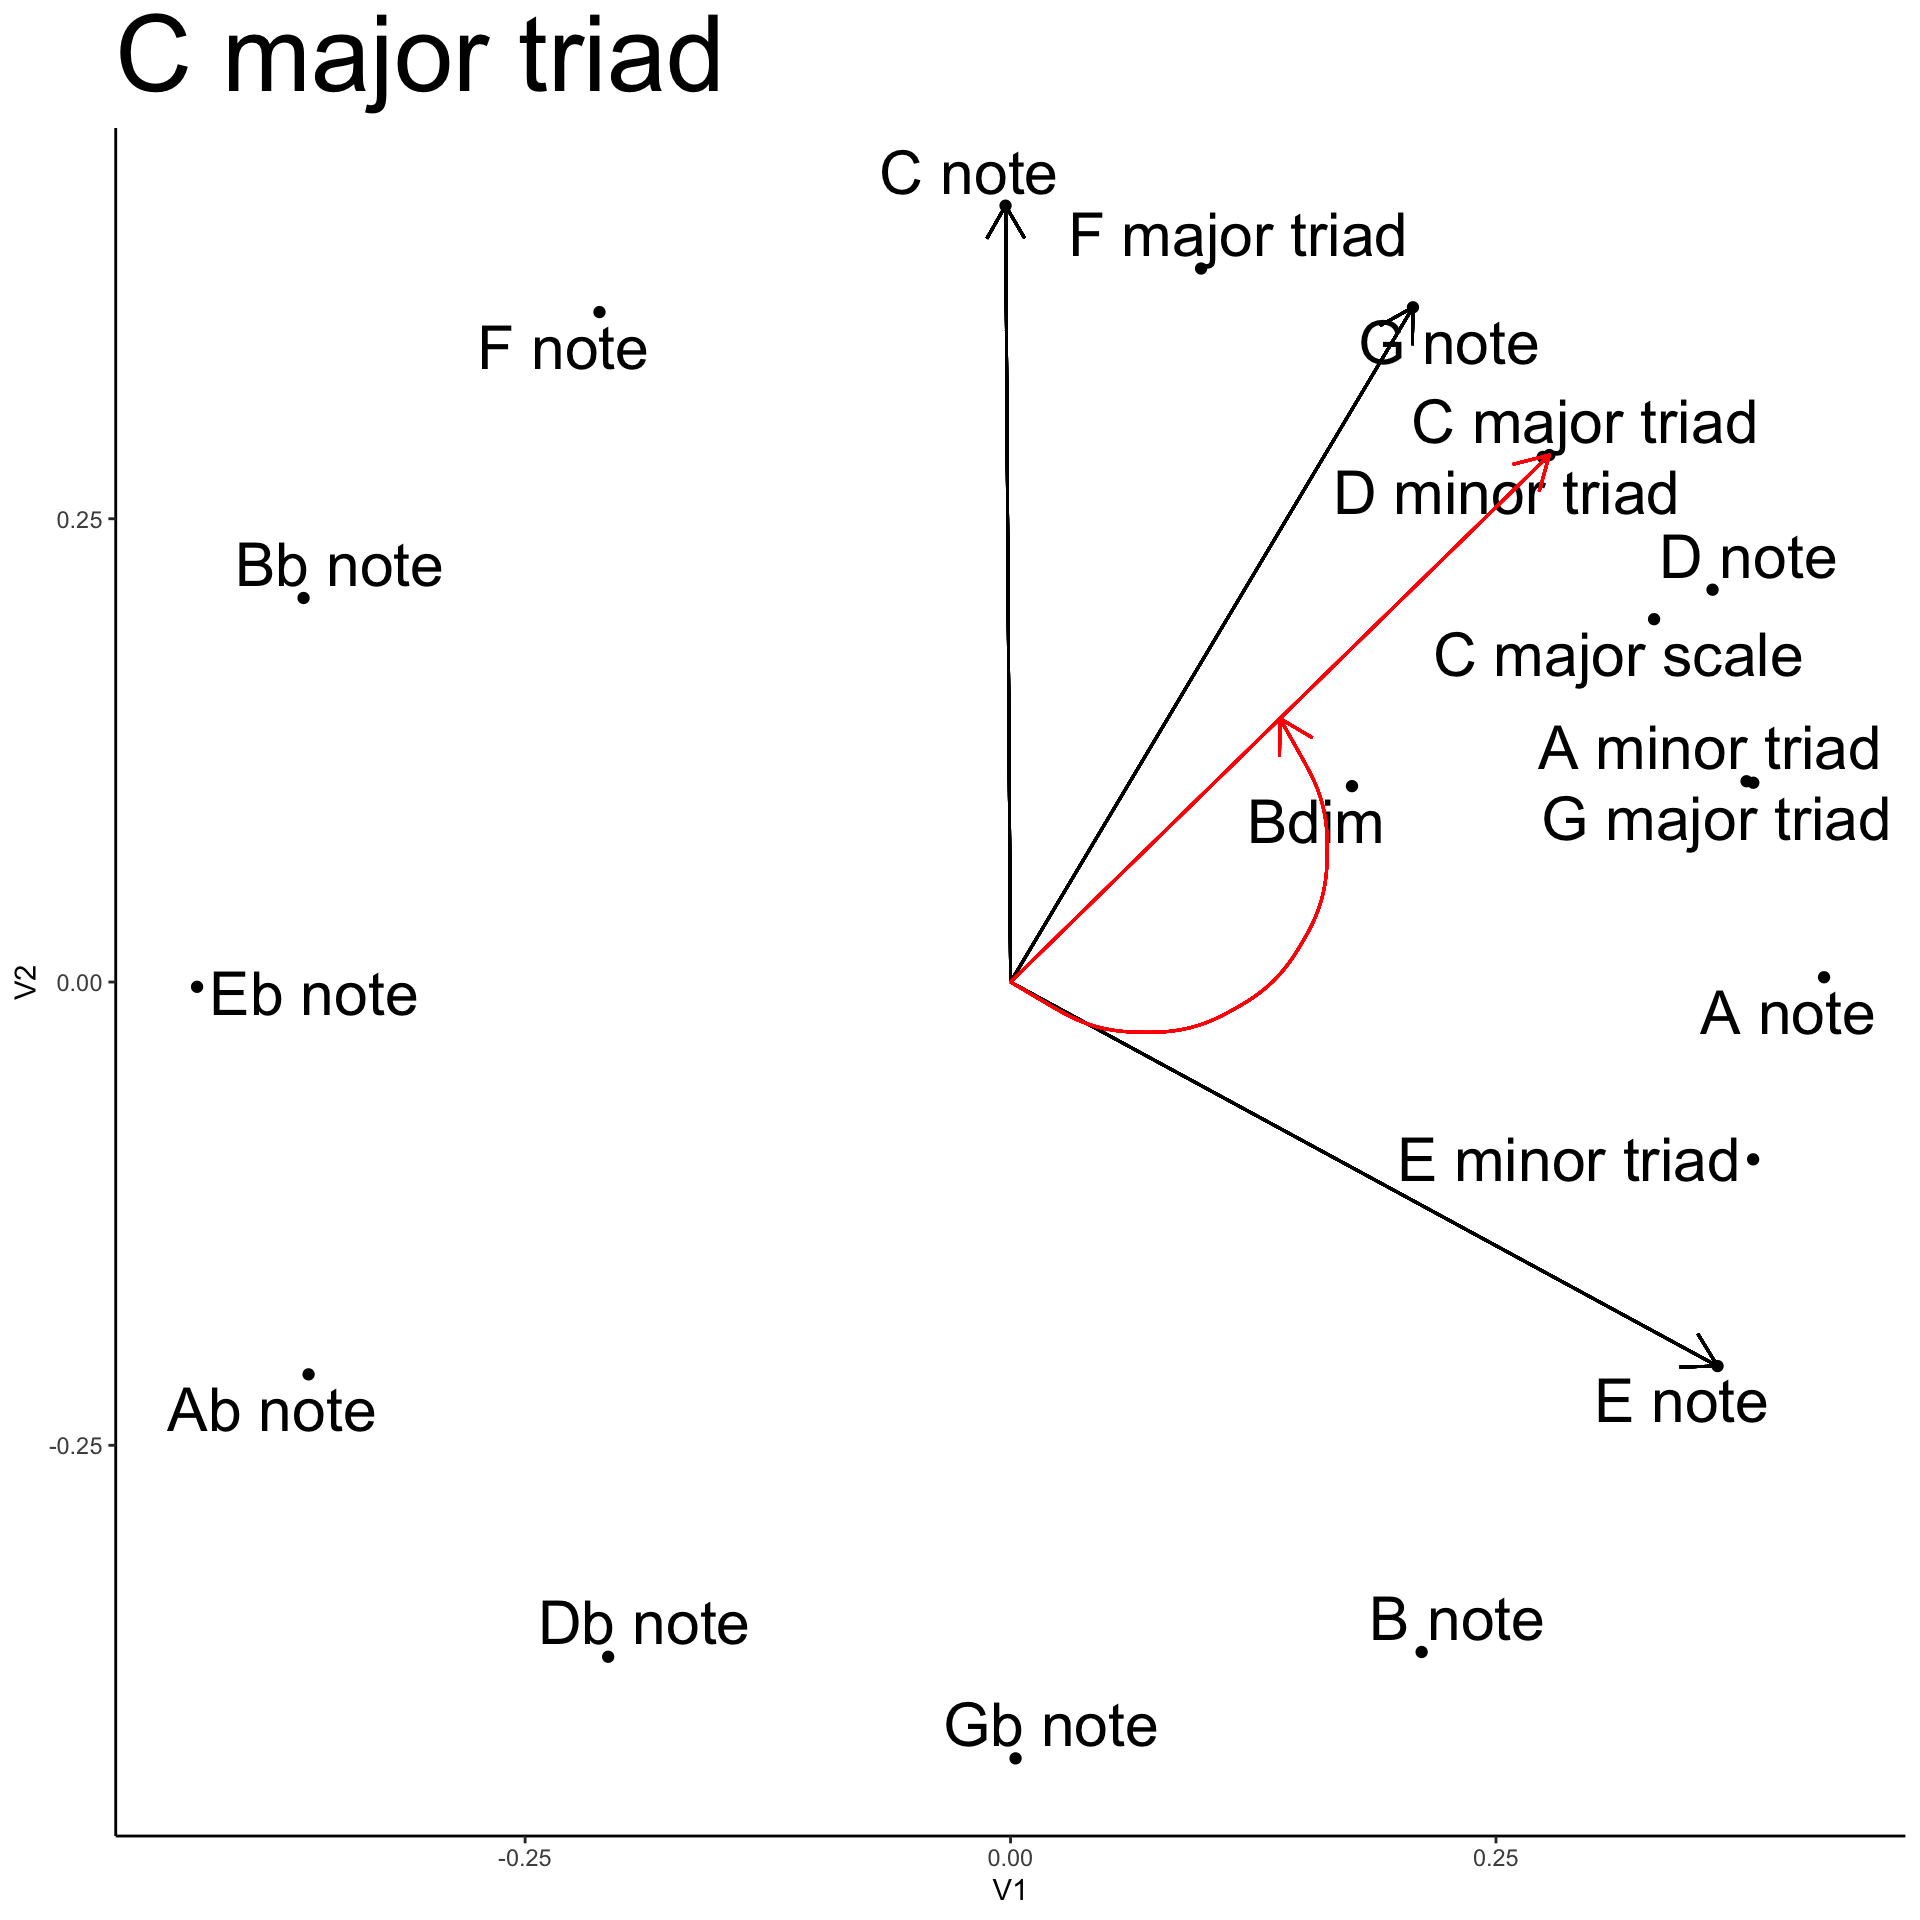 C major triad
C note
F major triad
G note
F note
C major triad
D minor triad
0.25
D note
Bb note
C major scale
A minor triad
G major triad
Bdim
V2
0.00
Eb note
A note
E minor triad
E note
Ab note
-0.25
Db note
B note
Gb note
-0.25
0.00
0.25
V1